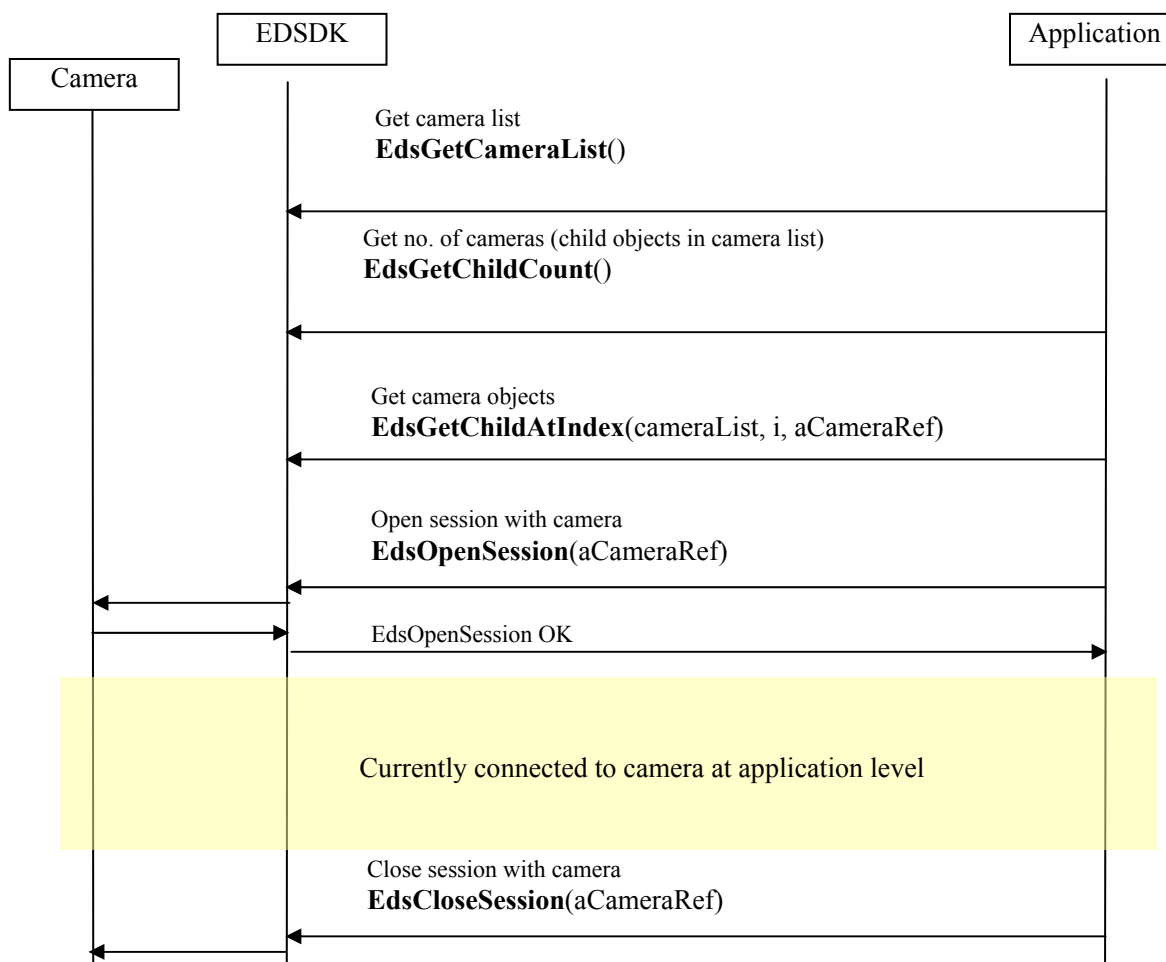 EDSDK
Application
Camera
Get camera list
EdsGetCameraList()
Get no. of cameras (child objects in camera list)
EdsGetChildCount()
Get camera objects
EdsGetChildAtIndex(cameraList, i, aCameraRef)
Open session with camera
EdsOpenSession(aCameraRef)
EdsOpenSession OK
Currently connected to camera at application level
Close session with camera
EdsCloseSession(aCameraRef)